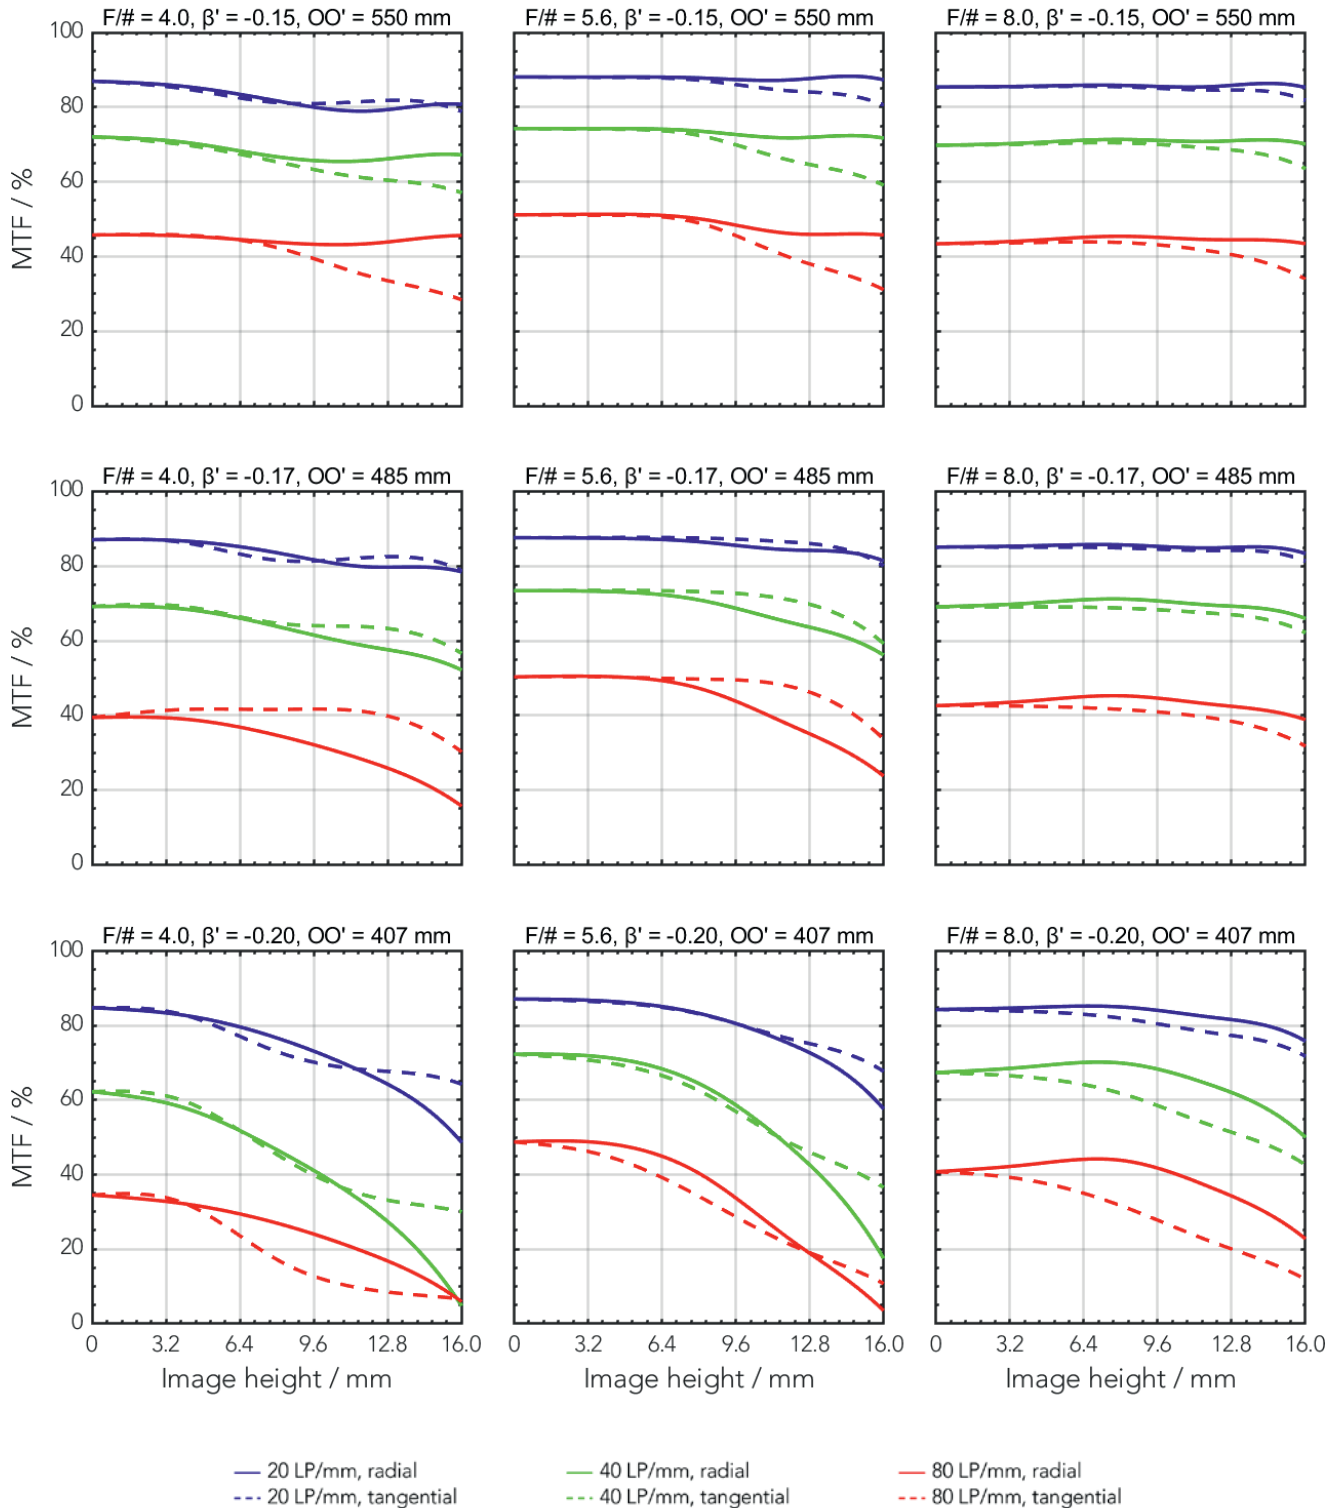 F/# = 4.0, β' = -0.15, OO' = 550 mm
F/# = 5.6, β' = -0.15, OO' = 550 mm
F/# = 8.0, β' = -0.15, OO' = 550 mm
100
80
60
40
20
0
MTF / %
F/# = 4.0, β' = -0.17, OO' = 485 mm
F/# = 5.6, β' = -0.17, OO' = 485 mm
F/# = 8.0, β' = -0.17, OO' = 485 mm
100
80
60
40
20
0
MTF / %
F/# = 4.0, β' = -0.20, OO' = 407 mm
F/# = 5.6, β' = -0.20, OO' = 407 mm
F/# = 8.0, β' = -0.20, OO' = 407 mm
100
80
60
40
20
0
MTF / %
0 3.2 6.4 9.6 12.8 16.0
0 3.2 6.4 9.6 12.8 16.0
0 3.2 6.4 9.6 12.8 16.0
Image height / mm
Image height / mm
Image height / mm
20 LP/mm, radial
40 LP/mm, radial
80 LP/mm, radial
20 LP/mm, tangential
40 LP/mm, tangential
80 LP/mm, tangential